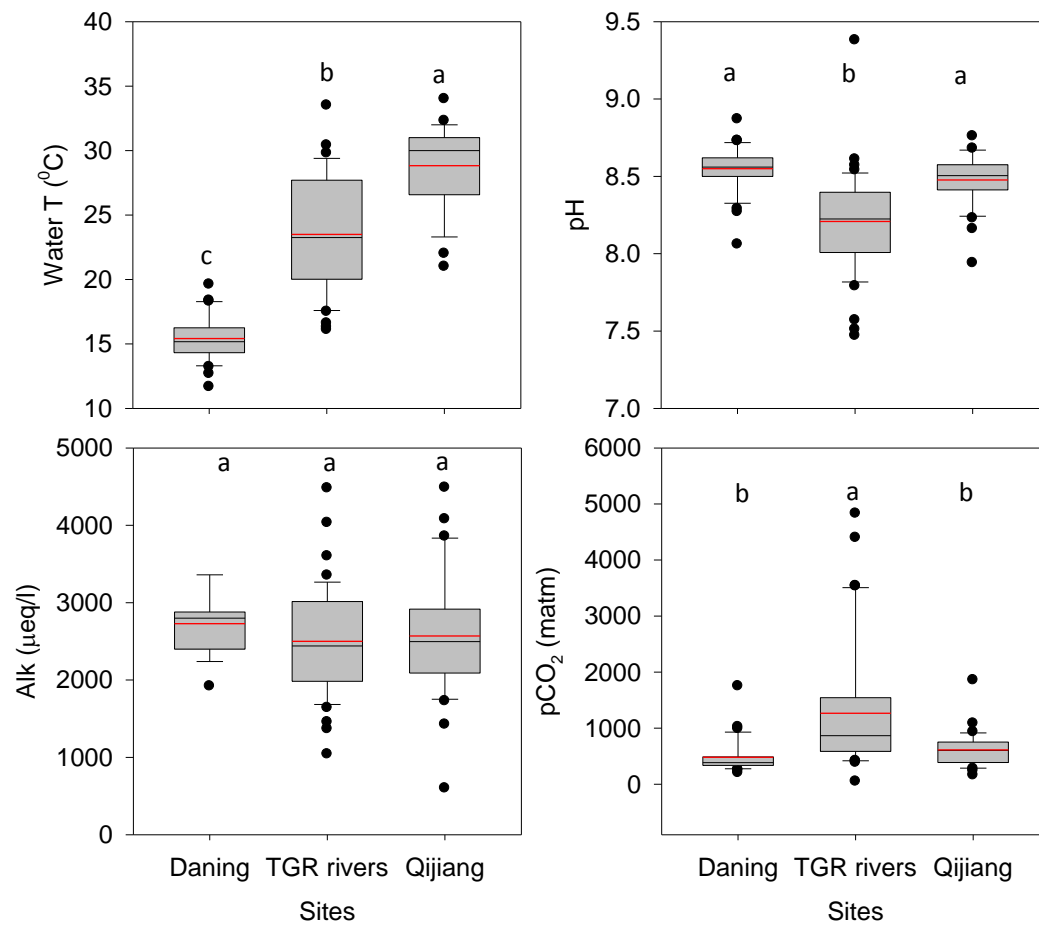 40
35
30
25
20
15
10
Water T (⁰C)
c
b
a
9.5
9.0
8.5
8.0
7.5
7.0
pH
a
b
a
5000
4000
3000
2000
1000
0
Alk (µeq/l)
a
a
a
Daning TGR rivers Qijiang
Sites
6000
5000
4000
3000
2000
1000
0
pCO₂ (matm)
b
a
b
Daning TGR rivers Qijiang
Sites